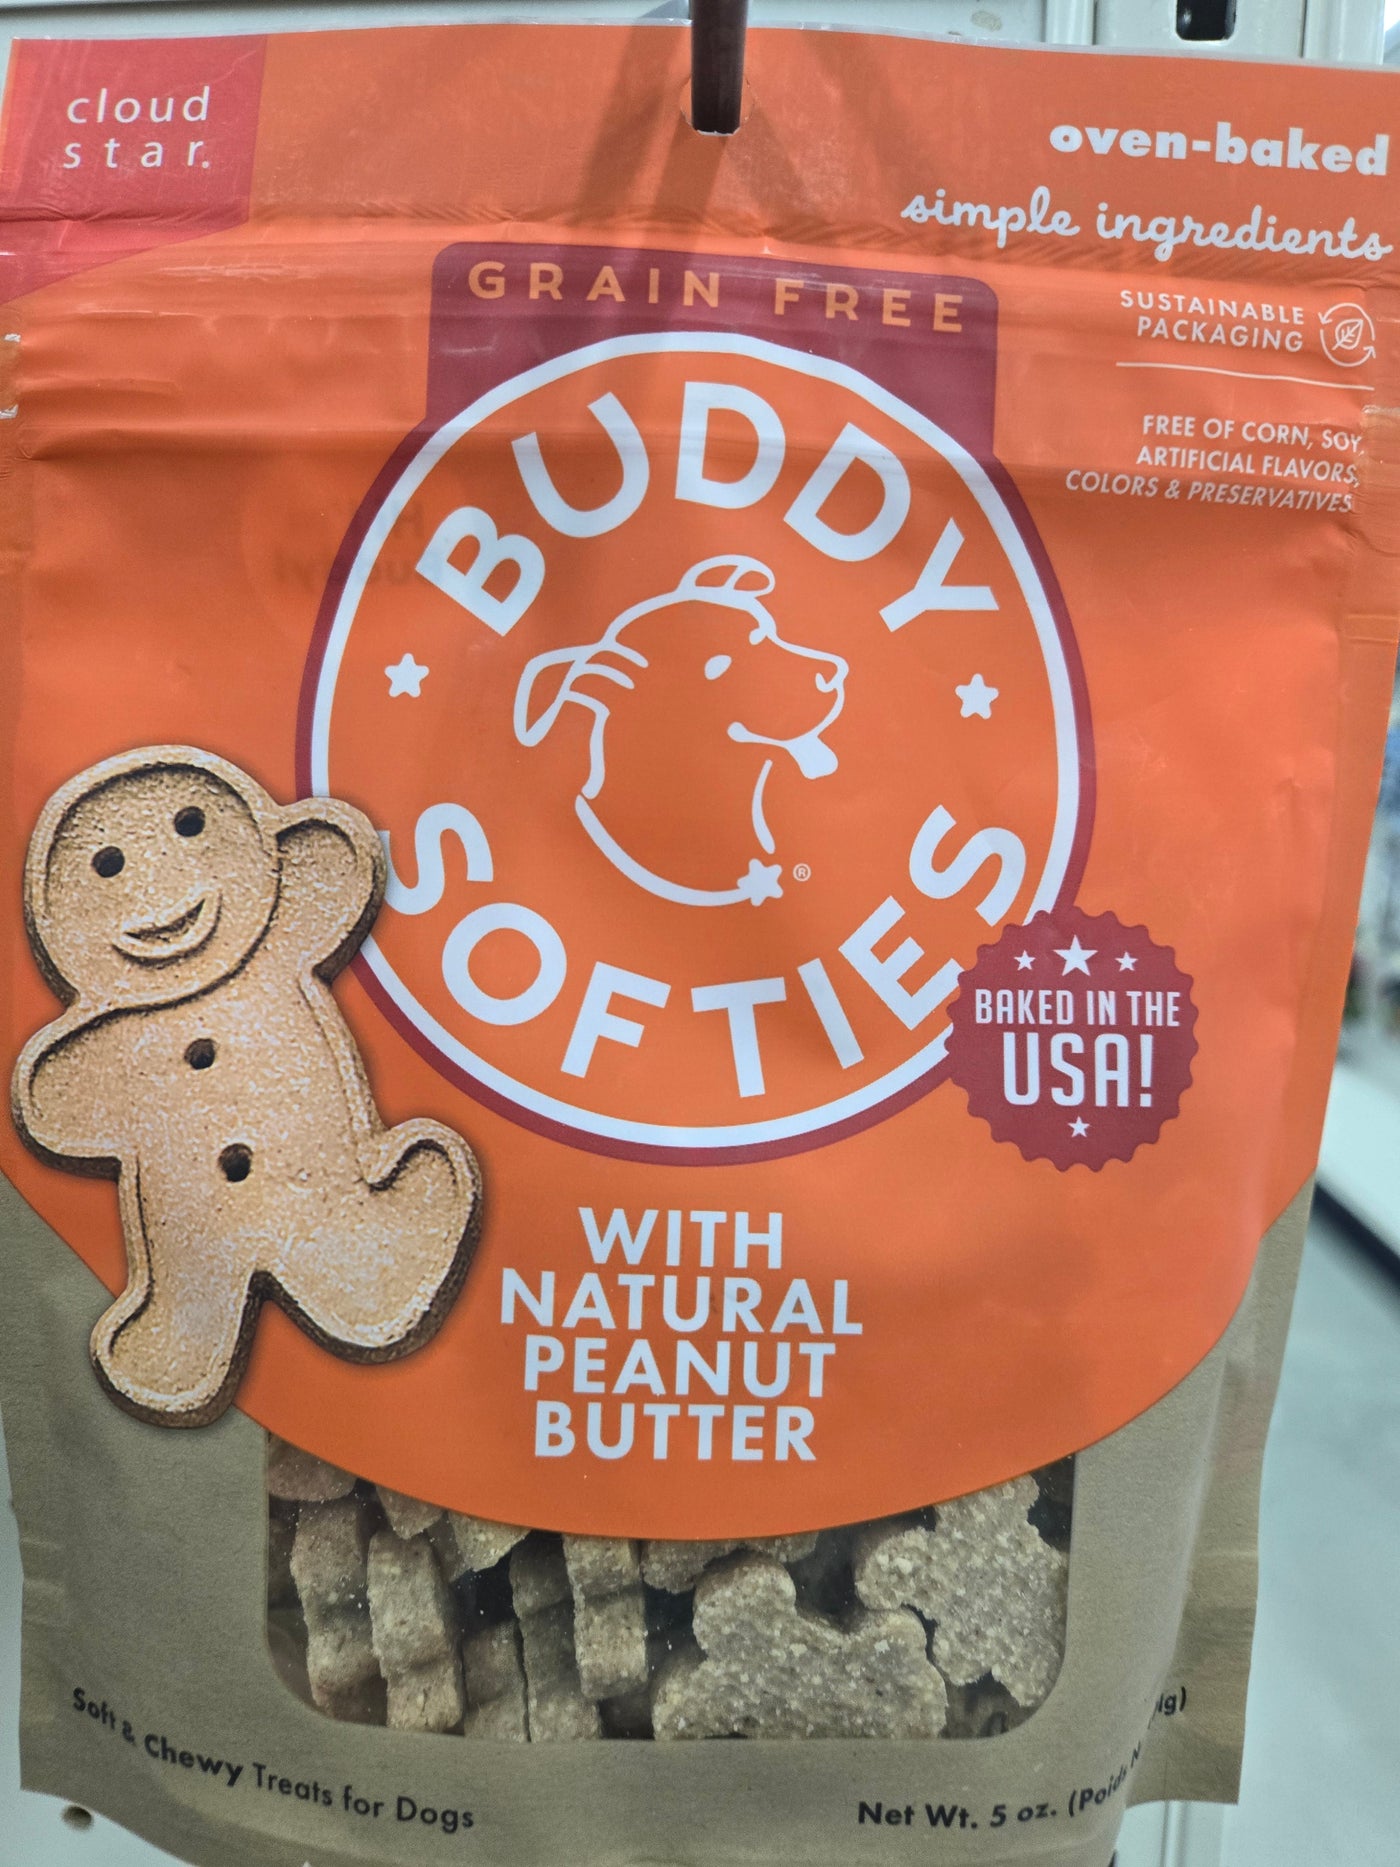 cloud
star.
oven-baked
simple ingredients
GRAIN FREE
SUSTAINABLE
PACKAGING
FREE OF CORN, SOY,
ARTIFICIAL FLAVORS,
COLORS & PRESERVATIVES
BUDDY
SOFTIES
®
BAKED IN THE
USA!
WITH
NATURAL
PEANUT
BUTTER
Soft & Chewy Treats for Dogs
Net Wt. 5 oz. (Poids N